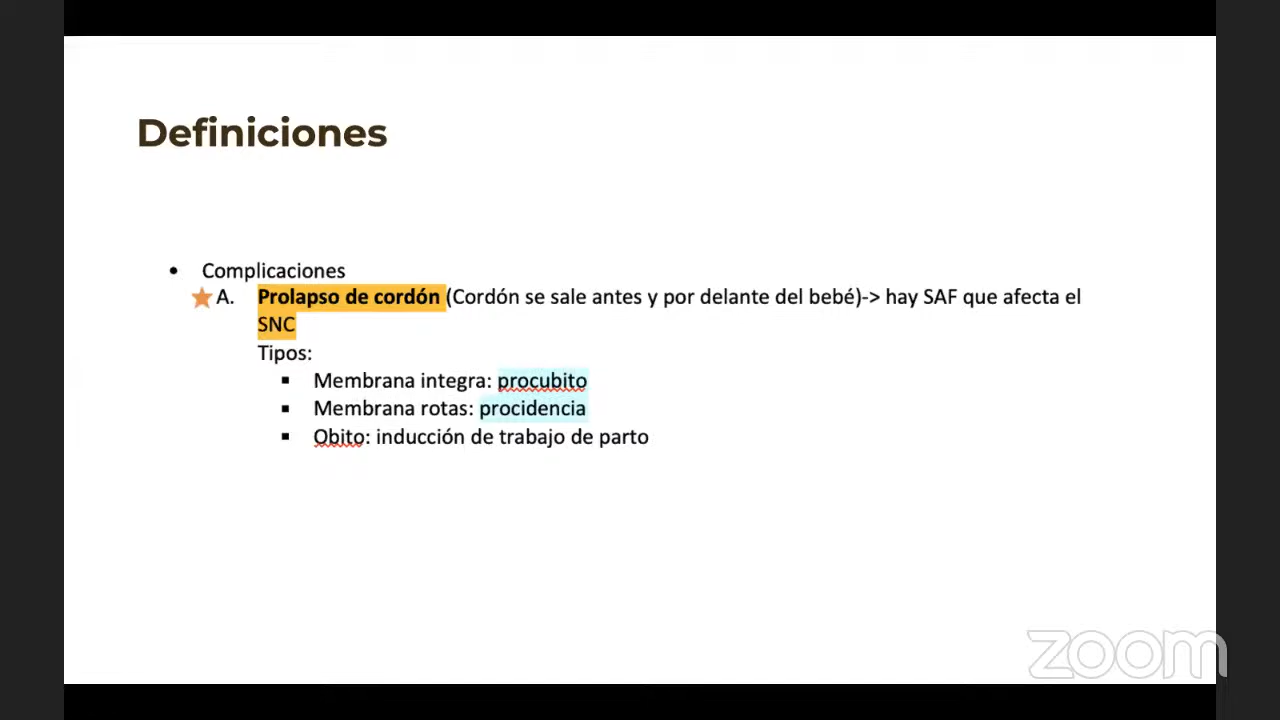 Definiciones
• Complicaciones
A. Prolapso de cordón (Cordón se sale antes y por delante del bebé)-> hay SAF que afecta el
SNC
Tipos:
▪ Membrana integra: procubito
▪ Membrana rotas: procidencia
▪ Obito: inducción de trabajo de parto
zoom